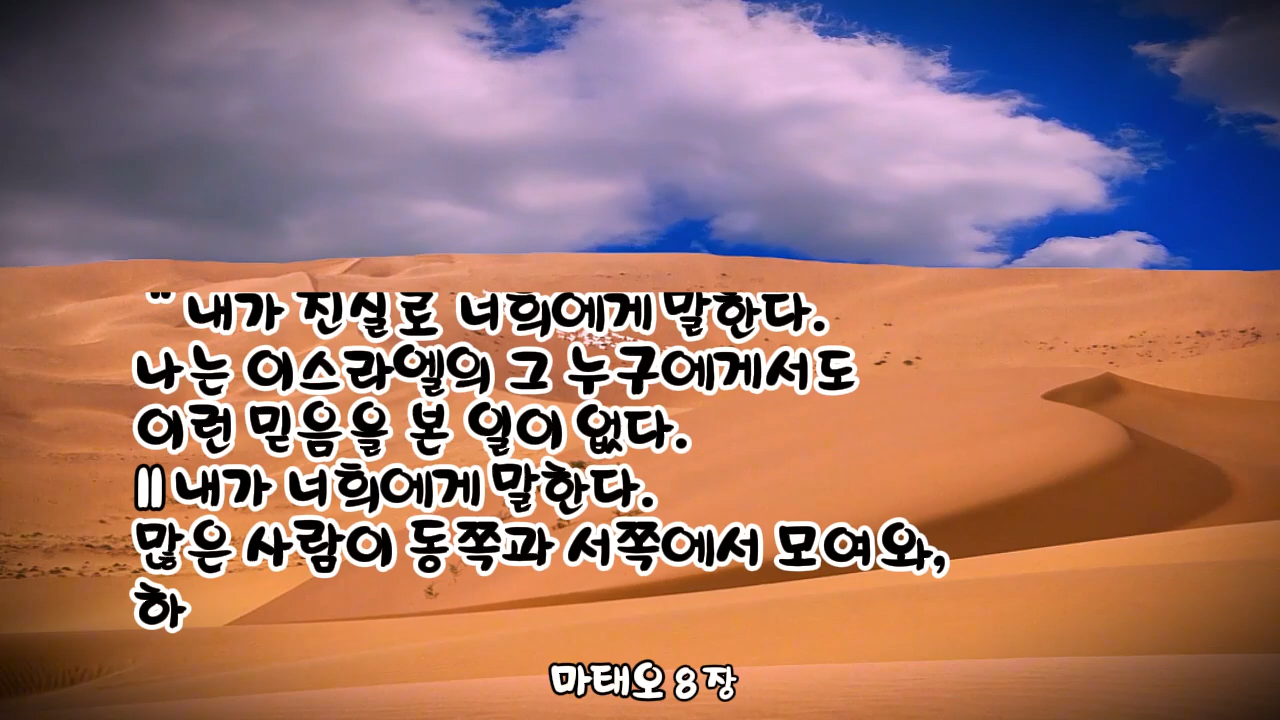 " 내가 진실로 너희에게 말한다.
나는 이스라엘의 그 누구에게서도
이런 믿음을 본 일이 없다.
11 내가 너희에게 말한다.
많은 사람이 동쪽과 서쪽에서 모여와,
하
마태오 8 장